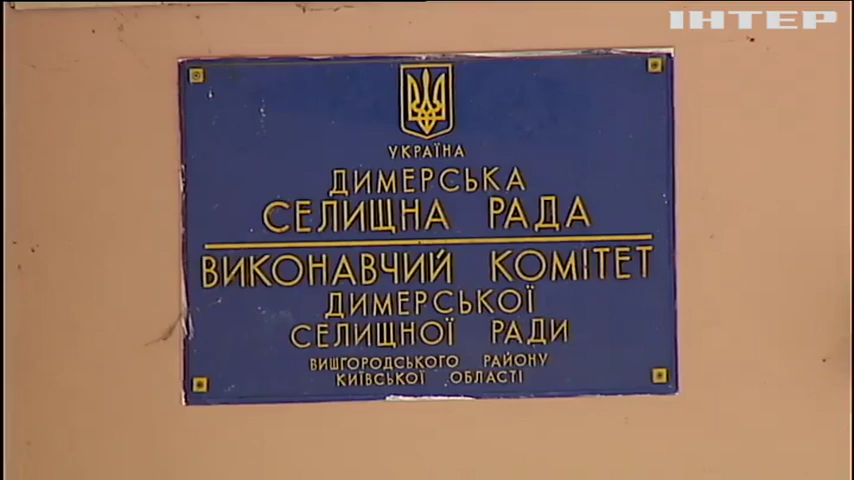 ІНТЕР
УКРАЇНА
ДИМЕРСЬКА
СЕЛИЩНА РАДА
ВИКОНАВЧИЙ КОМІТЕТ
ДИМЕРСЬКОЇ
СЕЛИЩНОЇ РАДИ
ВИШГОРОДСЬКОГО РАЙОНУ
КИЇВСЬКОЇ ОБЛАСТІ